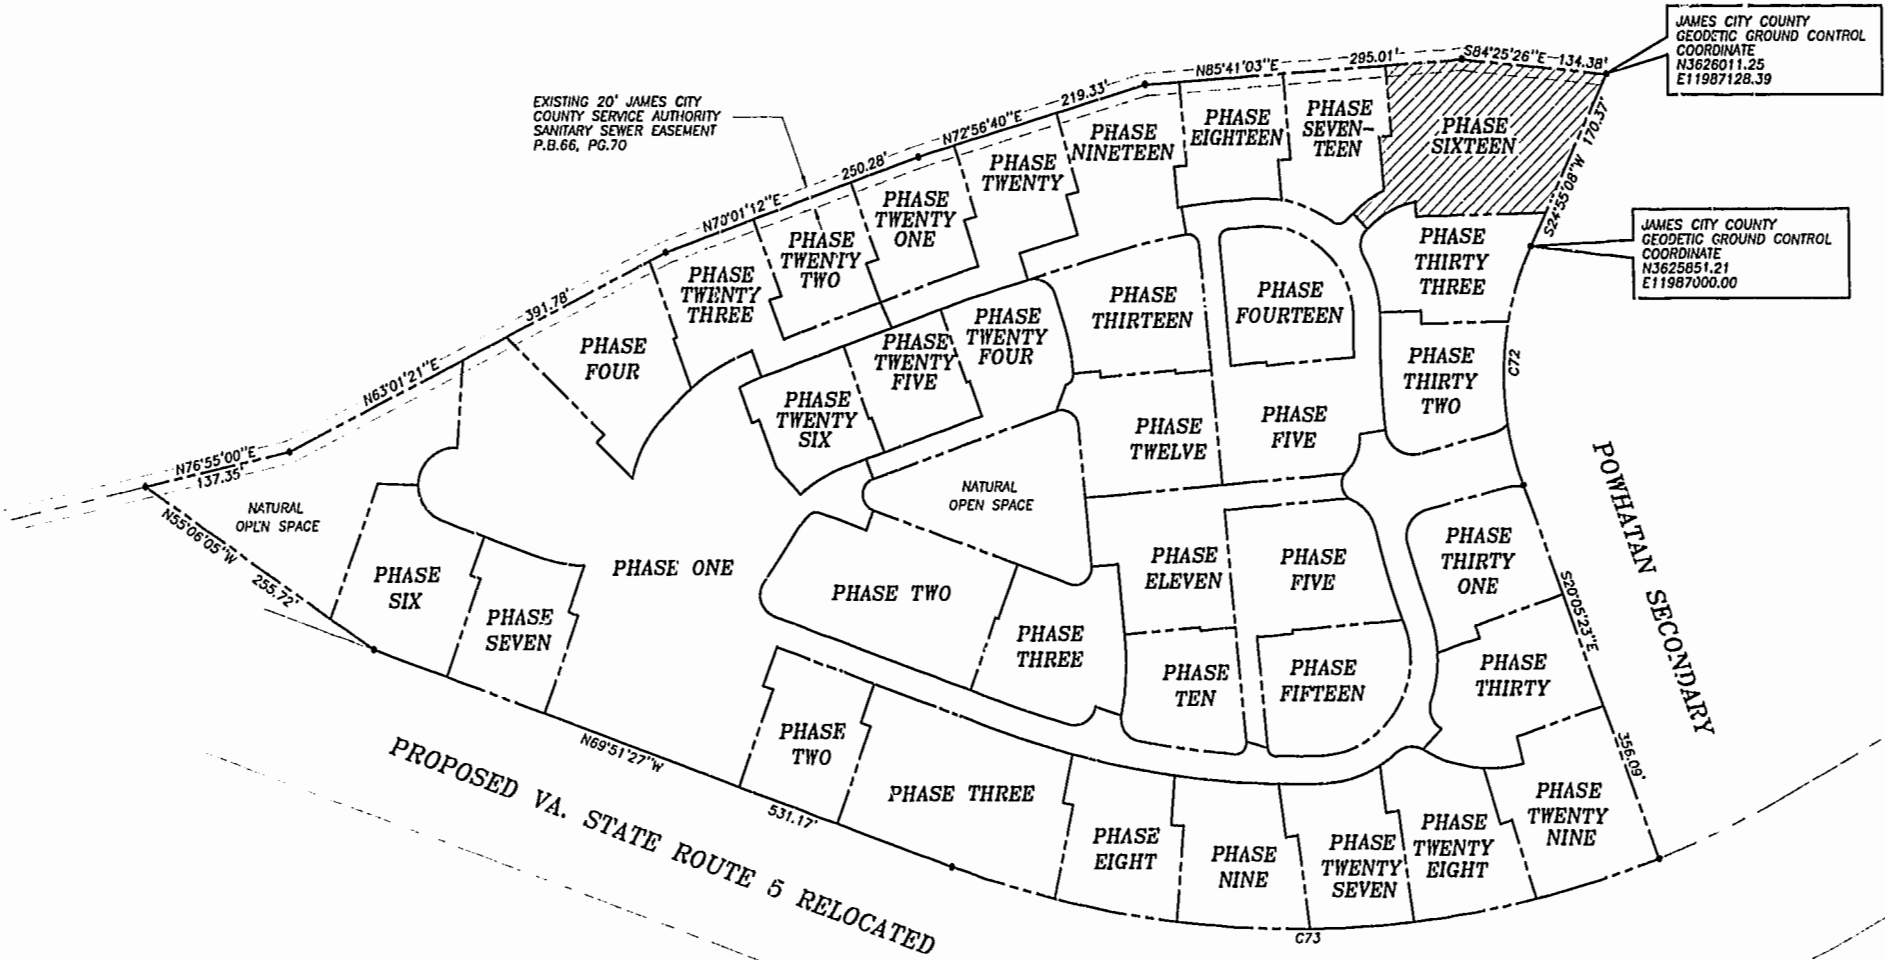 JAMES CITY COUNTY
GEODETIC GROUND CONTROL
COORDINATE
N3626011.25
E11987128.39
EXISTING 20' JAMES CITY
COUNTY SERVICE AUTHORITY
SANITARY SEWER EASEMENT
P.B.66, PG.70
N76°55'00"E
137.35'
N63°01'21"E
391.78'
N70°01'12"E
250.28'
N72°56'40"E
219.33'
N85°41'03"E
295.01'
S84°25'26"E
134.38'
S24°55'08"W
170.37'
JAMES CITY COUNTY
GEODETIC GROUND CONTROL
COORDINATE
N3625851.21
E11987000.00
PHASE
SIXTEEN
PHASE
SEVEN-
TEEN
PHASE
EIGHTEEN
PHASE
NINETEEN
PHASE
TWENTY
PHASE
TWENTY
ONE
PHASE
TWENTY
TWO
PHASE
TWENTY
THREE
PHASE
FOUR
PHASE
THIRTY
THREE
PHASE
FOURTEEN
PHASE
THIRTEEN
PHASE
TWENTY
FOUR
PHASE
TWENTY
FIVE
PHASE
TWENTY
SIX
PHASE
THIRTY
TWO
C72
PHASE
FIVE
PHASE
TWELVE
NATURAL
OPEN SPACE
NATURAL
OPEN SPACE
N55°06'05"W
255.72'
PHASE
SIX
PHASE
SEVEN
PHASE ONE
PHASE TWO
PHASE
THREE
PHASE
ELEVEN
PHASE
FIVE
PHASE
THIRTY
ONE
POWHATAN SECONDARY
S20°05'23"E
356.09'
PHASE
THIRTY
PHASE
TEN
PHASE
FIFTEEN
PHASE
TWO
PHASE THREE
PHASE
EIGHT
PHASE
NINE
PHASE
TWENTY
SEVEN
PHASE
TWENTY
EIGHT
PHASE
TWENTY
NINE
N69°51'27"W
531.17'
C73
PROPOSED VA. STATE ROUTE 5 RELOCATED